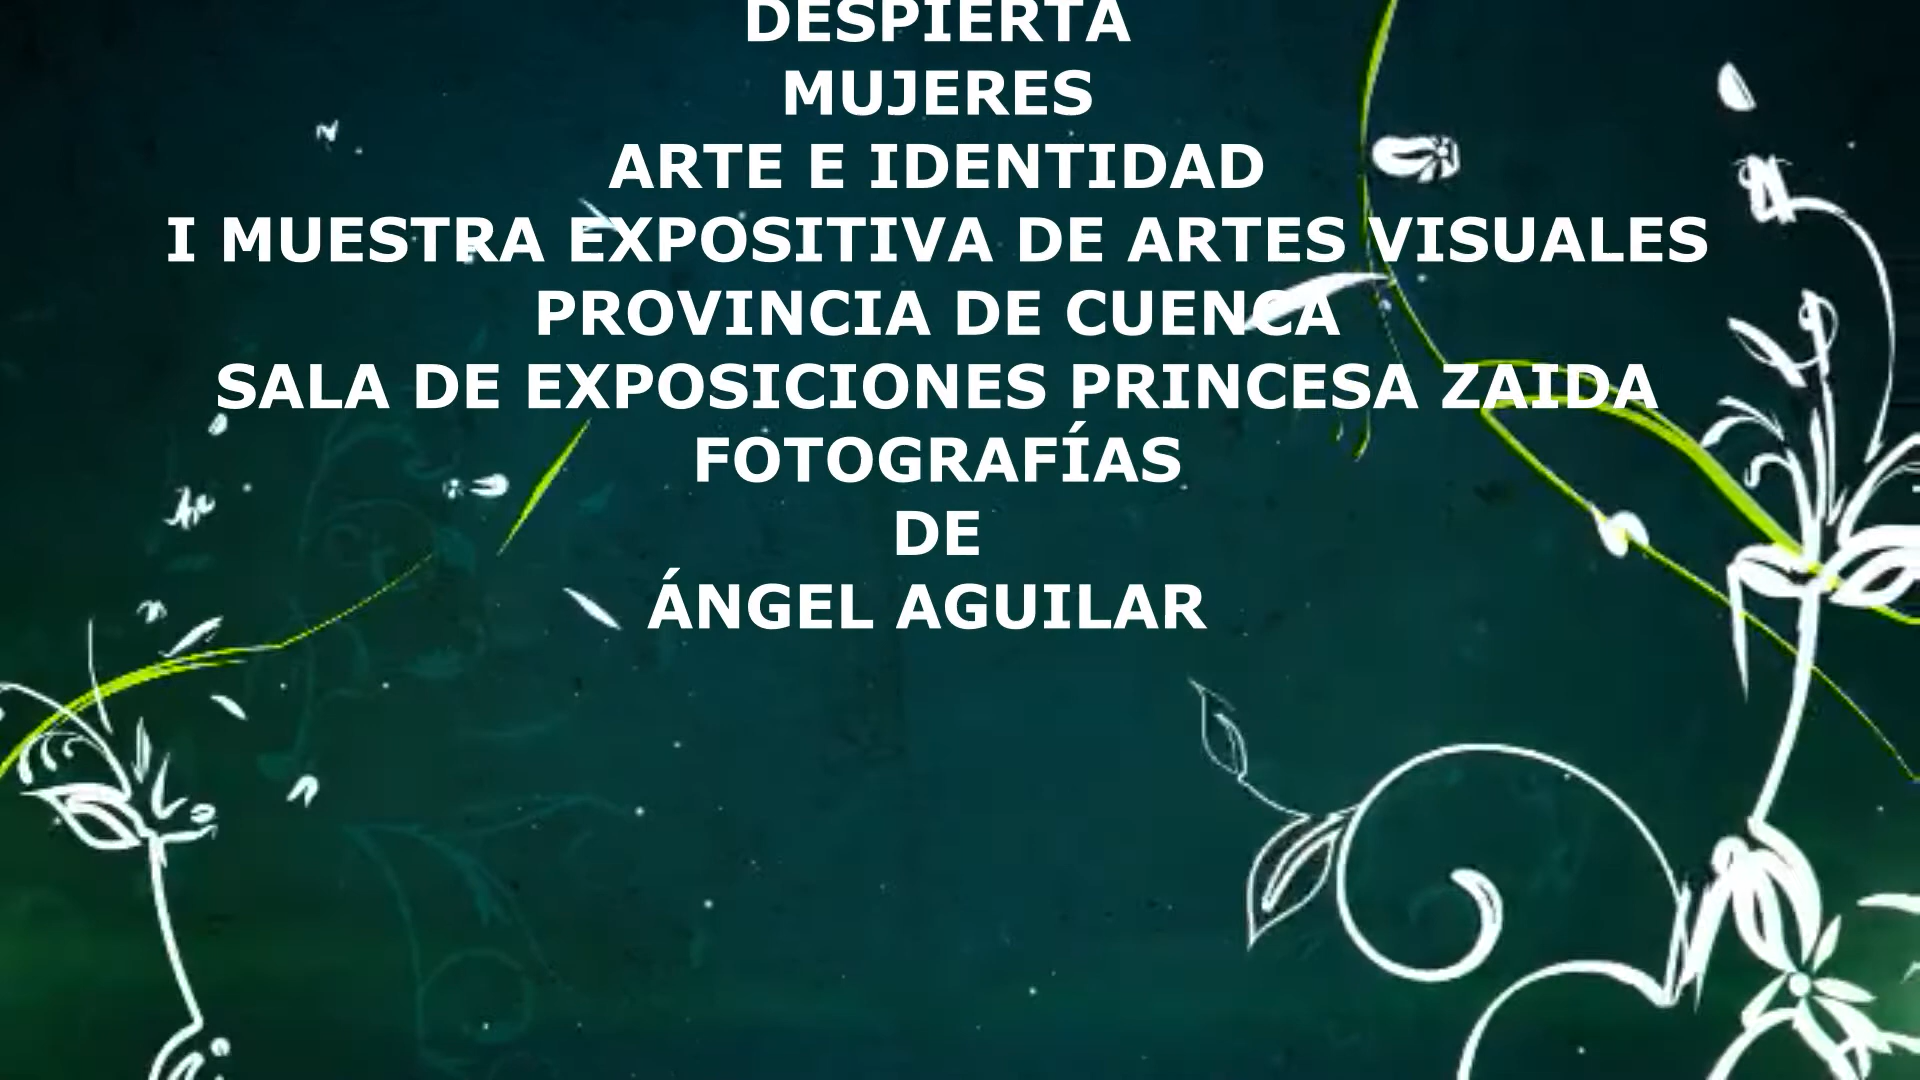 DESPIERTA
MUJERES
ARTE E IDENTIDAD
I MUESTRA EXPOSITIVA DE ARTES VISUALES
PROVINCIA DE CUENCA
SALA DE EXPOSICIONES PRINCESA ZAIDA
FOTOGRAFÍAS
DE
ÁNGEL AGUILAR